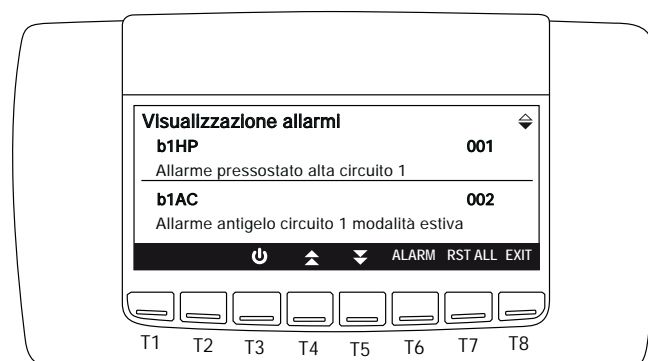 Visualizzazione allarmi
b1HP 001
Allarme pressostato alta circuito 1
b1AC 002
Allarme antigelo circuito 1 modalità estiva
ALARM RST ALL EXIT
T1 T2 T3 T4 T5 T6 T7 T8